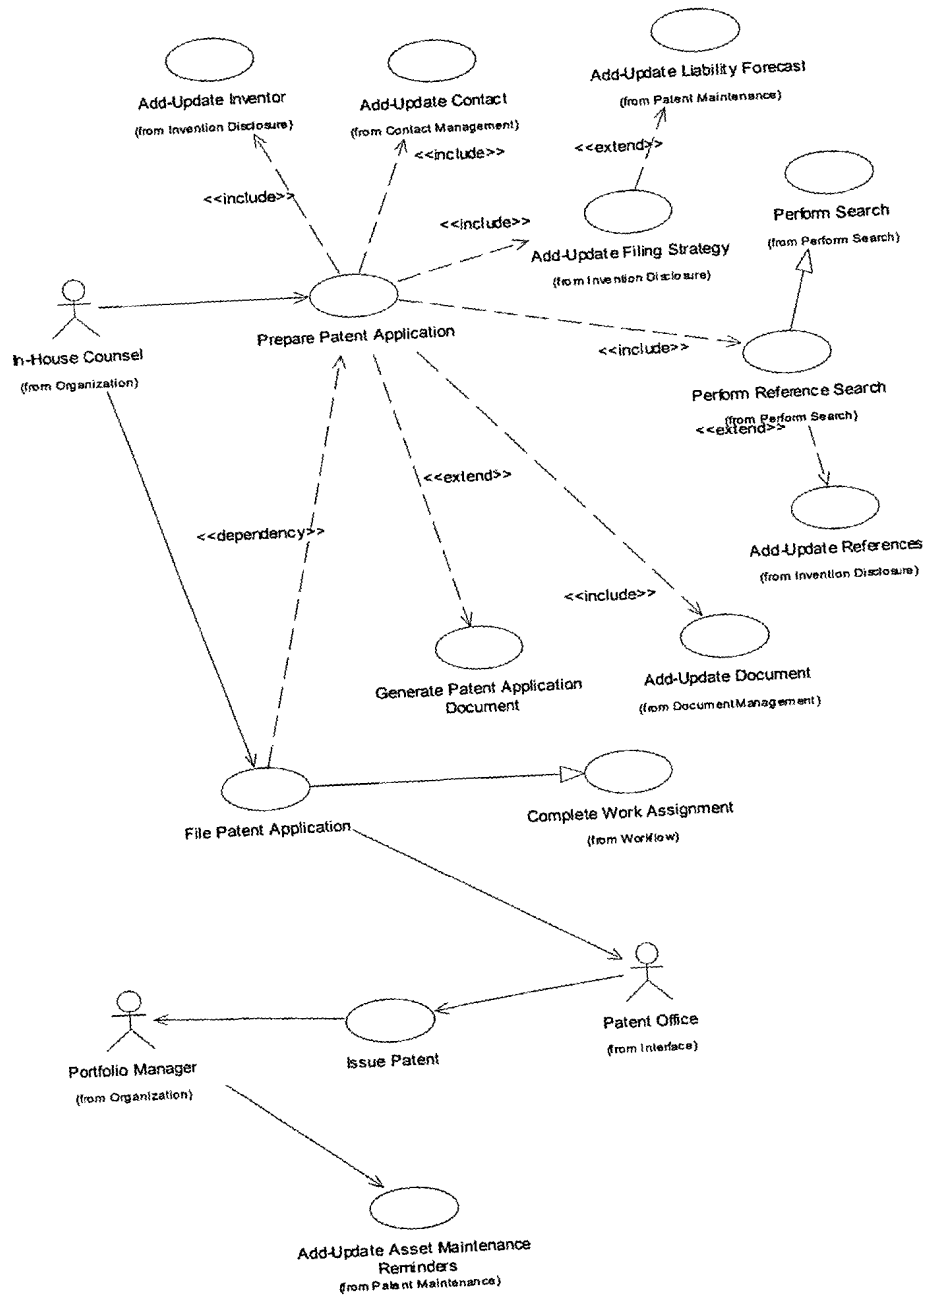 Add-Update Liability Forecast
(from Patent Maintenance)
Add-Update Inventor
(from Invention Disclosure)
Add-Update Contact
(from Contact Management)
<<include>>
<<extend>>
<<include>>
<<include>>
Perform Search
(from Perform Search)
Add-Update Filing Strategy
(from Invention Disclosure)
In-House Counsel
(from Organization)
Prepare Patent Application
<<include>>
Perform Reference Search
(from Perform Search)
<<extend>>
<<extend>>
<<dependency>>
Add-Update References
(from Invention Disclosure)
<<include>>
Generate Patent Application
Document
Add-Update Document
(from Document Management)
File Patent Application
Complete Work Assignment
(from Workflow)
Patent Office
(from Interface)
Issue Patent
Portfolio Manager
(from Organization)
Add-Update Asset Maintenance
Reminders
(from Patent Maintenance)